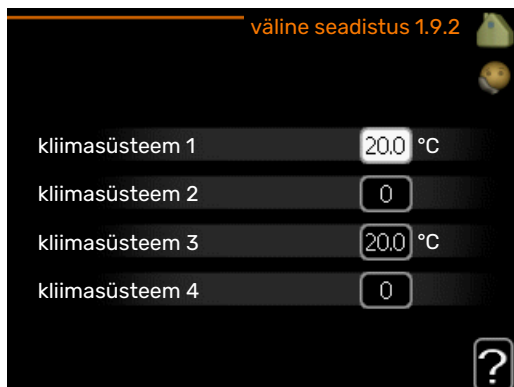 väline seadistus 1.9.2
kliimasüsteem 1 20.0 °C
kliimasüsteem 2 0
kliimasüsteem 3 20.0 °C
kliimasüsteem 4 0
?